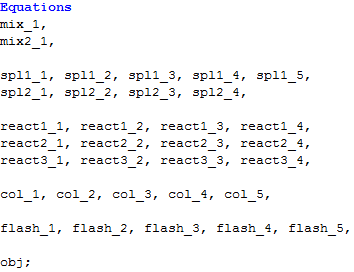 Equations
mix_1,
mix2_1,
spl1_1, spl1_2, spl1_3, spl1_4, spl1_5,
spl2_1, spl2_2, spl2_3, spl2_4,
react1_1, react1_2, react1_3, react1_4,
react2_1, react2_2, react2_3, react2_4,
react3_1, react3_2, react3_3, react3_4,
col_1, col_2, col_3, col_4, col_5,
flash_1, flash_2, flash_3, flash_4, flash_5,
obj;